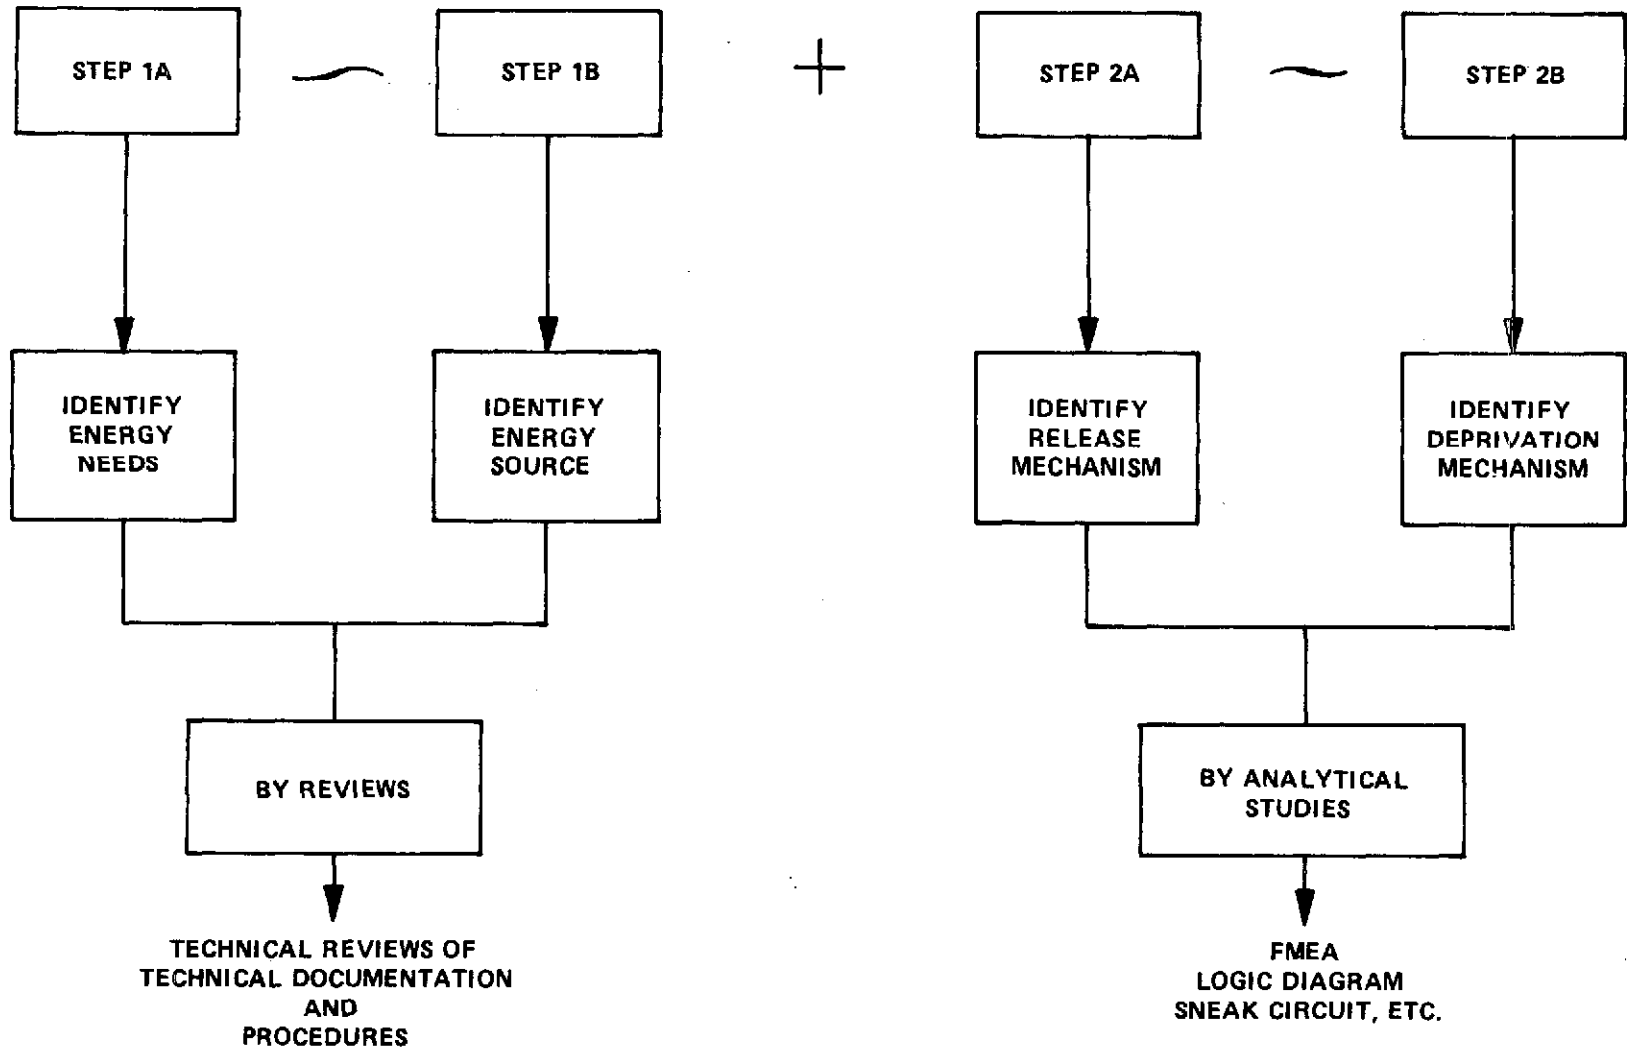 STEP 1A
STEP 1B
+
STEP 2A
STEP 2B
IDENTIFY
ENERGY
NEEDS
IDENTIFY
ENERGY
SOURCE
IDENTIFY
RELEASE
MECHANISM
IDENTIFY
DEPRIVATION
MECHANISM
BY REVIEWS
BY ANALYTICAL
STUDIES
TECHNICAL REVIEWS OF
TECHNICAL DOCUMENTATION
AND
PROCEDURES
FMEA
LOGIC DIAGRAM
SNEAK CIRCUIT, ETC.